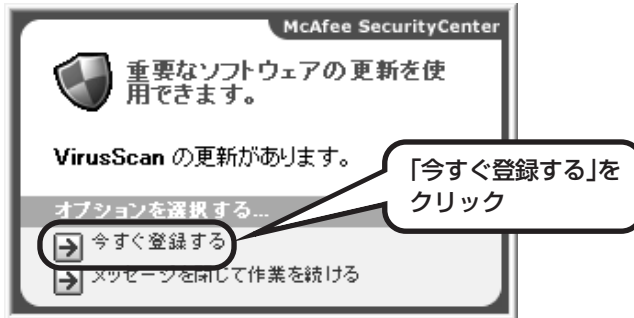 McAfee SecurityCenter
重要なソフトウェアの更新を使
用できます。
VirusScan の更新があります。
「今すぐ登録する」を
クリック
オプションを選択する...
今すぐ登録する
メッセージを閉じて作業を続ける